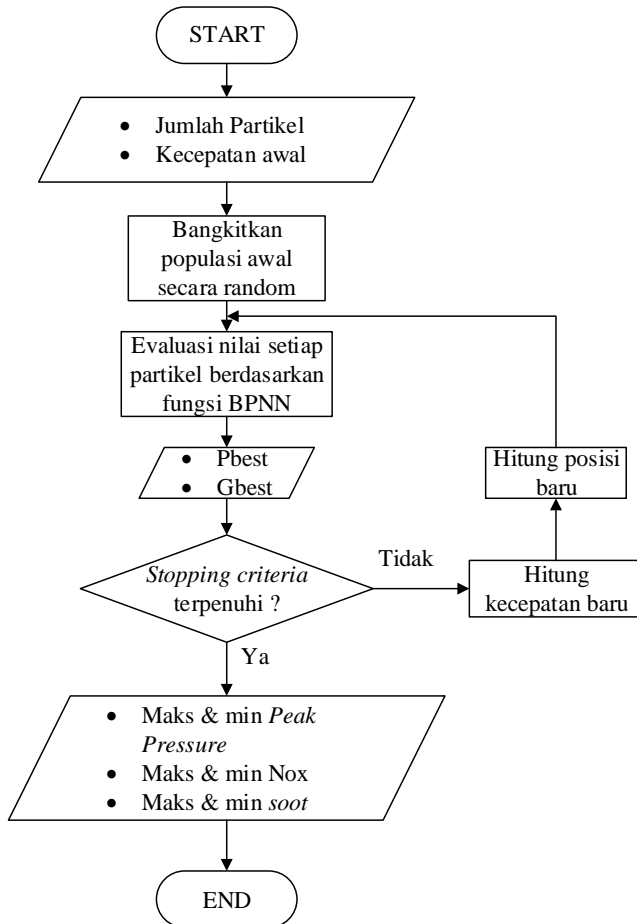 START
• Jumlah Partikel
• Kecepatan awal
Bangkitkan
populasi awal
secara random
Evaluasi nilai setiap
partikel berdasarkan
fungsi BPNN
• Pbest
• Gbest
Hitung posisi
baru
Stopping criteria
terpenuhi ?
Tidak
Hitung
kecepatan baru
Ya
• Maks & min Peak
Pressure
• Maks & min Nox
• Maks & min soot
END